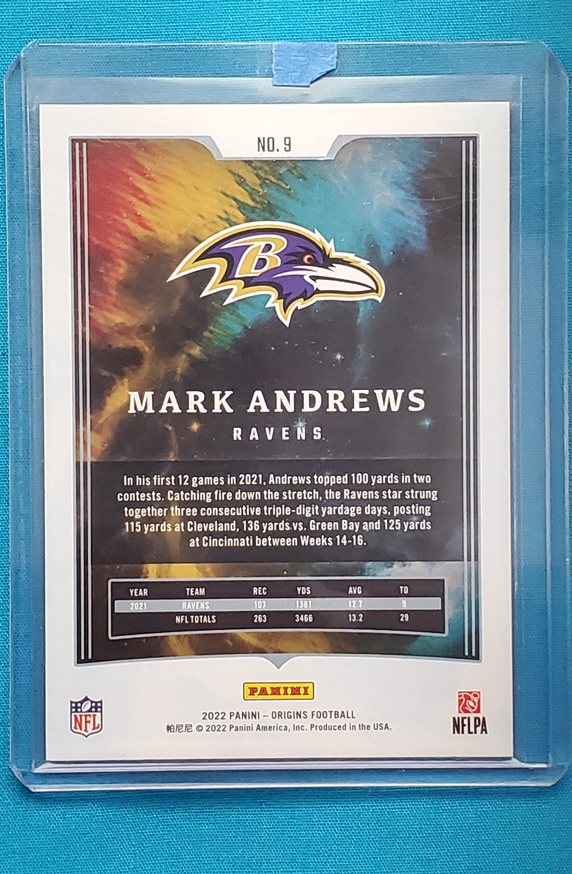 NO. 9
B
MARK ANDREWS
RAVENS
In his first 12 games in 2021, Andrews topped 100 yards in two
contests. Catching fire down the stretch, the Ravens star strung
together three consecutive triple-digit yardage days, posting
115 yards at Cleveland, 136 yards vs. Green Bay and 125 yards
at Cincinnati between Weeks 14-16.
YEAR TEAM REC YDS AVG TD
2021 RAVENS 107 1361 12.7 9
NFL TOTALS 263 3466 13.2 29
PANINI
NFL
2022 PANINI – ORIGINS FOOTBALL
帕尼尼 © 2022 Panini America, Inc. Produced in the USA.
NFLPA